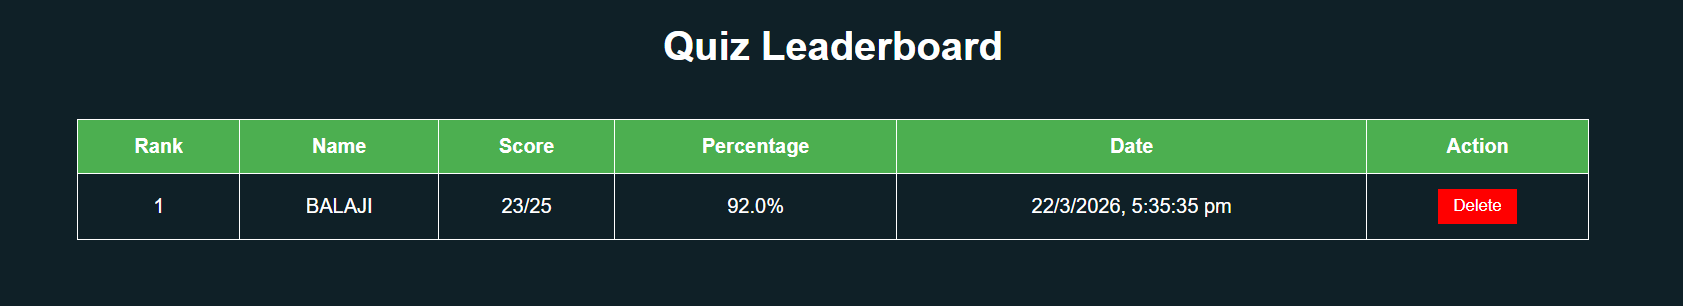 Quiz Leaderboard
Rank Name Score Percentage Date Action
1 BALAJI 23/25 92.0% 22/3/2026, 5:35:35 pm Delete